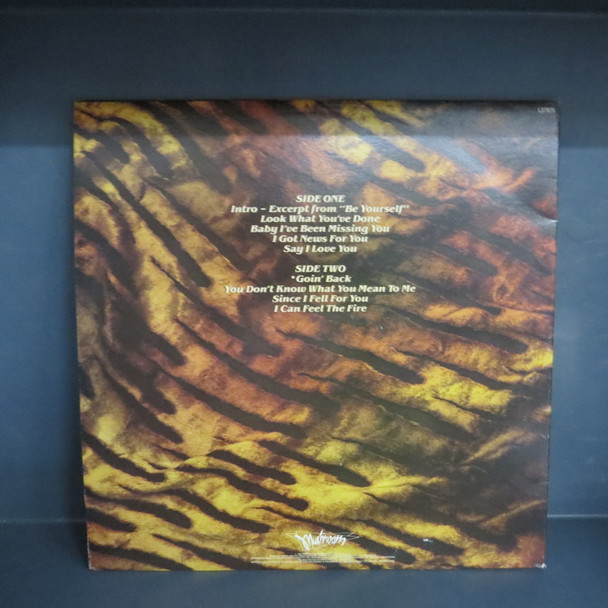 SIDE ONE
Intro – Excerpt from "Be Yourself"
Look What You've Done
Baby I've Been Missing You
I Got News For You
Say I Love You
SIDE TWO
*Goin' Back
You Don't Know What You Mean To Me
Since I Fell For You
I Can Feel The Fire